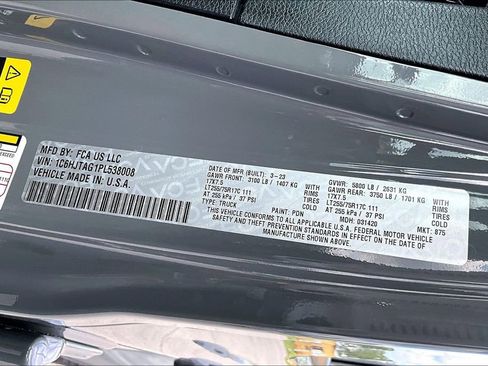 MFD BY: FCA US LLC
VIN: 1C6HJTAG1PL538008
VEHICLE MADE IN U.S.A.
DATE OF MFR (BUILT): 3-23 GVWR: 5800 LB / 2631 KG
GAWR FRONT: 3100 LB / 1407 KG WITH GAWR REAR: 3750 LB / 1701 KG WITH
17X7.5 RIMS 17X7.5 RIMS
LT255/75R17C 111 TIRES LT255/75R17C 111 TIRES
AT 255 kPa / 37 PSI COLD AT 255 kPa / 37 PSI COLD
TYPE: TRUCK PAINT: PDN MDH: 031420 MKT: 875
THIS VEHICLE CONFORMS TO ALL APPLICABLE U.S.A. FEDERAL MOTOR VEHICLE
SAFETY AND THEFT PREVENTION STANDARDS IN EFFECT ON THE DATE OF
MANUFACTURE SHOWN ABOVE.